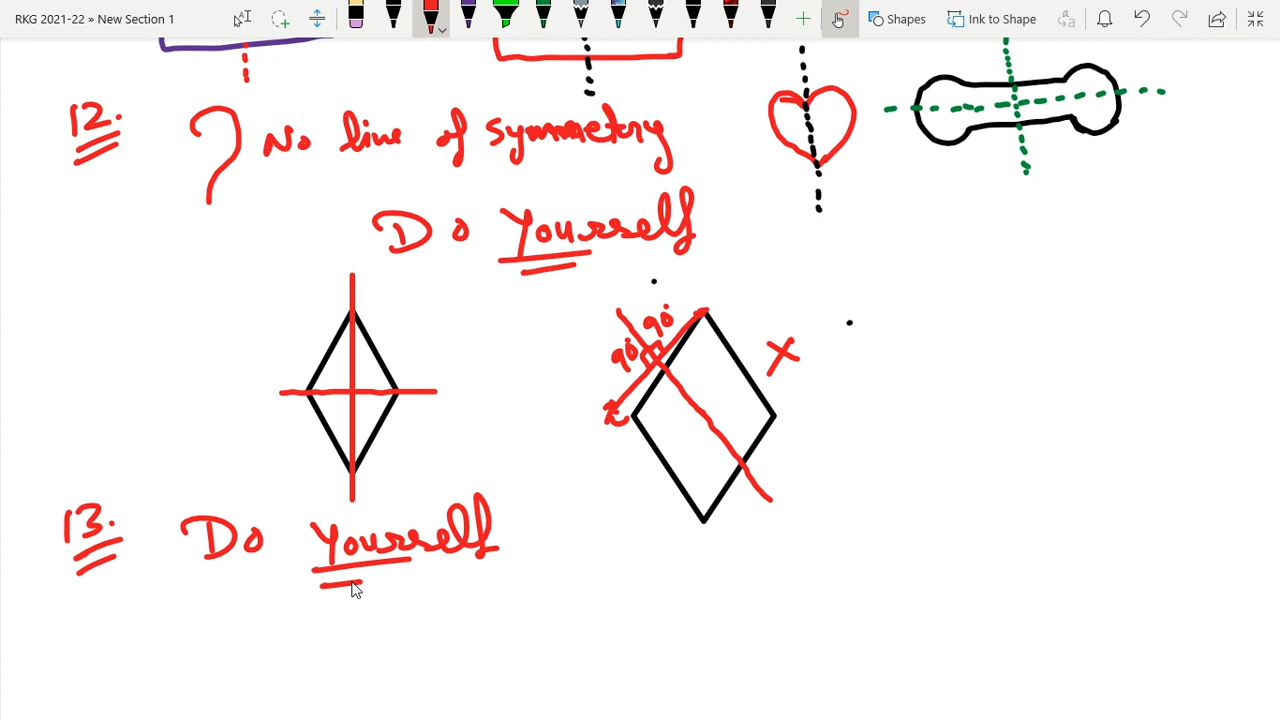 RKG 2021-22 » New Section 1
Shapes
Ink to Shape
12.
? No line of symmetry
Do Yourself
90°
90°
X
13. Do Yourself